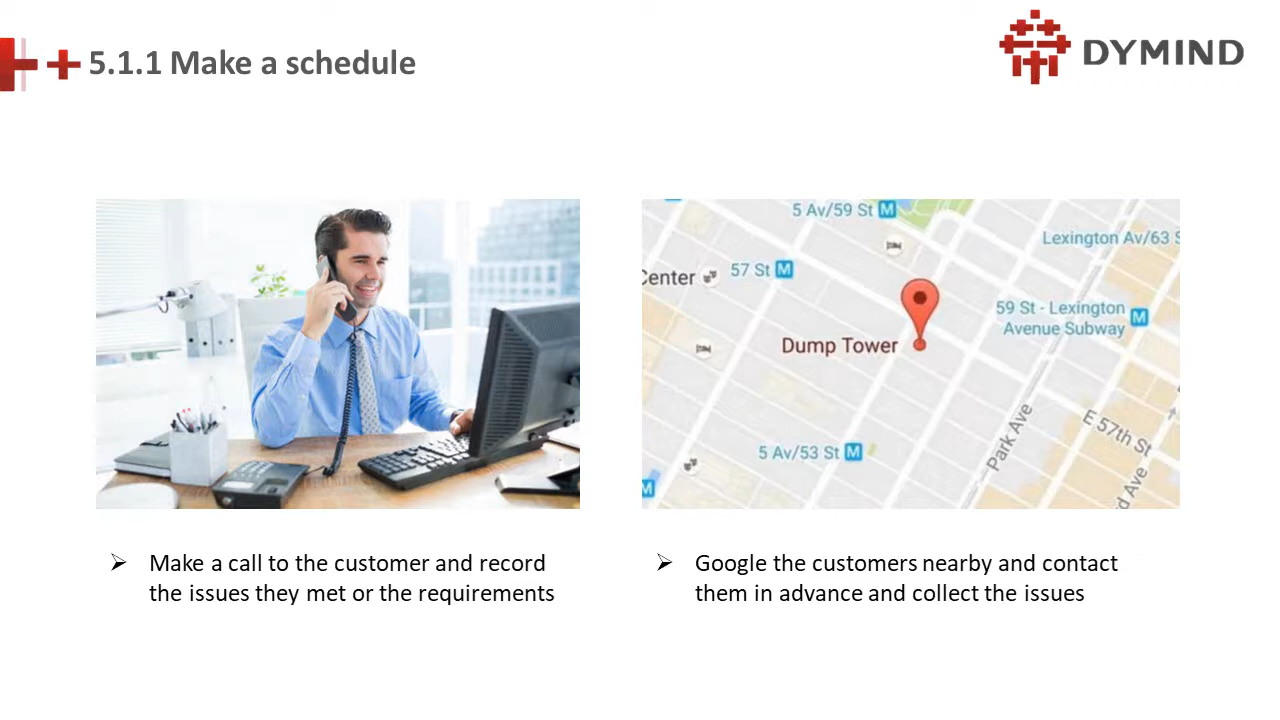 5.1.1 Make a schedule
DYMIND
5 Av/59 St M
Lexington Av/63 S
Center
57 St M
59 St - Lexington
Avenue Subway M
Dump Tower
5 Av/53 St M
Park Ave
E 57th St
M
d Ave
➢ Make a call to the customer and record
the issues they met or the requirements
➢ Google the customers nearby and contact
them in advance and collect the issues